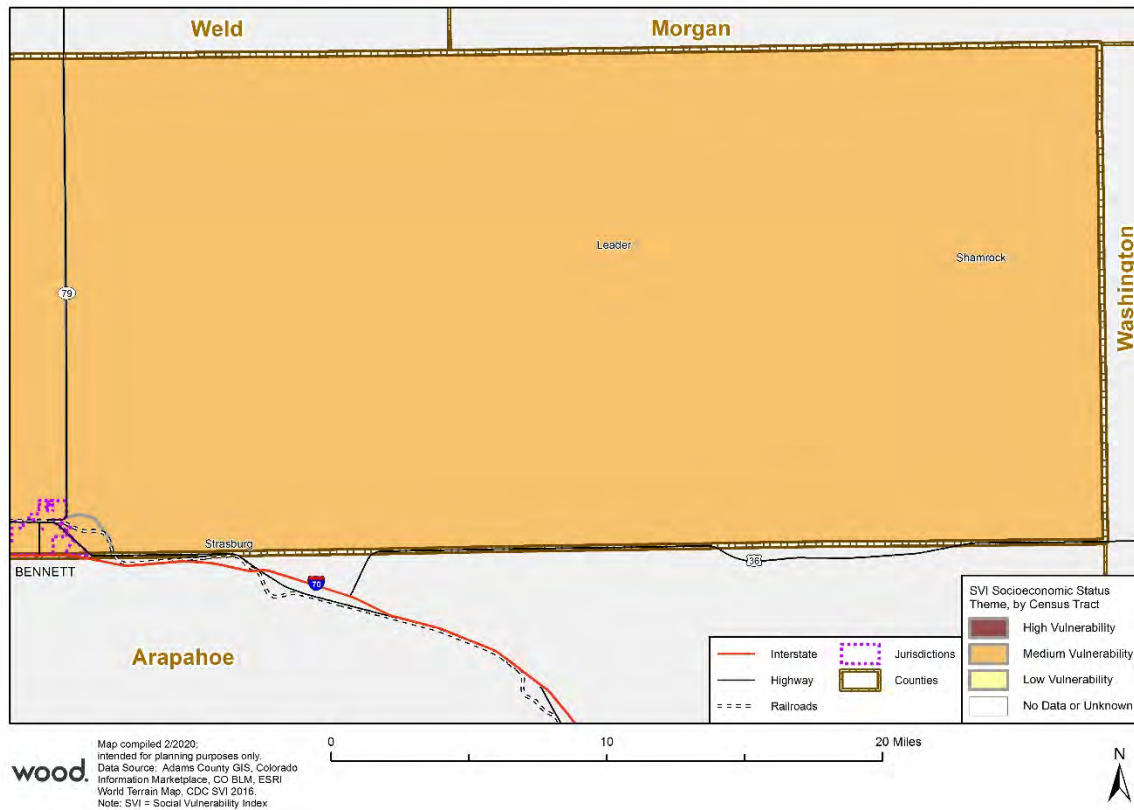 Weld
Morgan
Washington
Leader
Shamrock
79
Strasburg
BENNETT
36
70
Arapahoe
SVI Socioeconomic Status
Theme, by Census Tract
High Vulnerability
Medium Vulnerability
Low Vulnerability
No Data or Unknown
Interstate
Highway
Railroads
Jurisdictions
Counties
wood.
Map compiled 2/2020;
intended for planning purposes only.
Data Source: Adams County GIS, Colorado
Information Marketplace, CO BLM, ESRI
World Terrain Map, CDC SVI 2016.
Note: SVI = Social Vulnerability Index
0 10 20 Miles
N